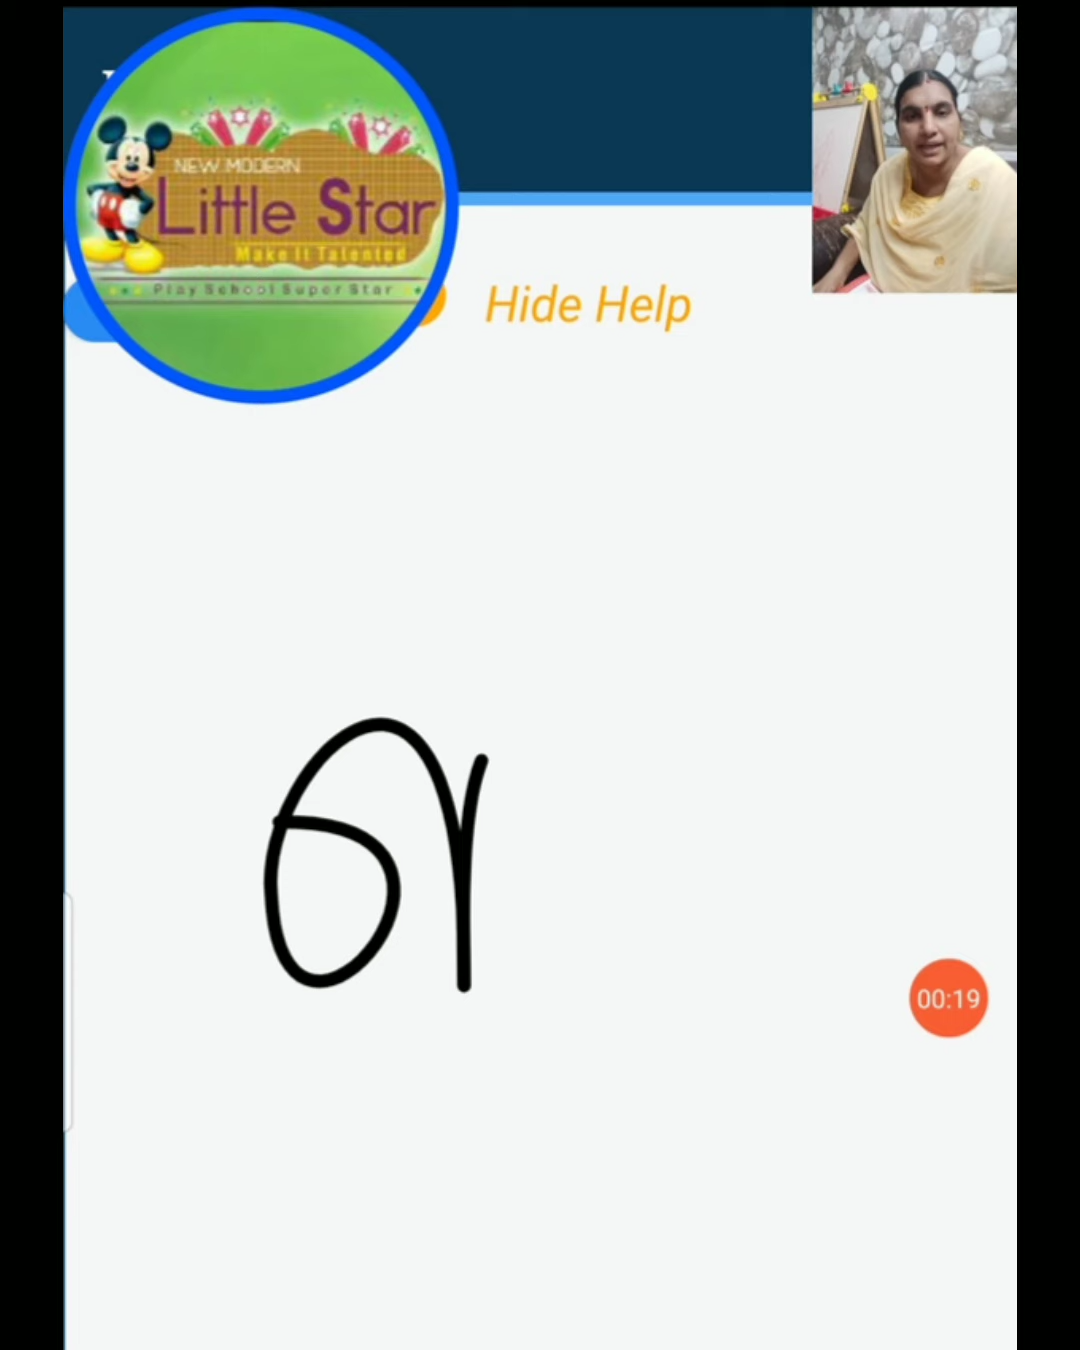 NEW MODERN
Little Star
Make It Talented
Play School Super Star
Hide Help
00:19